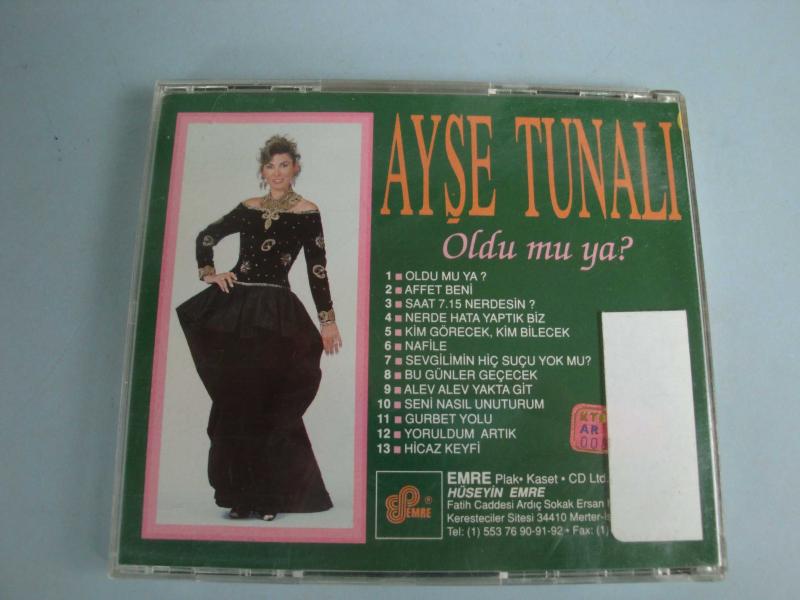 AYŞE TUNALI
Oldu mu ya?
1 ■ OLDU MU YA ?
2 ■ AFFET BENİ
3 ■ SAAT 7.15 NERDESİN ?
4 ■ NERDE HATA YAPTIK BİZ
5 ■ KİM GÖRECEK, KİM BİLECEK
6 ■ NAFİLE
7 ■ SEVGİLİMİN HİÇ SUÇU YOK MU?
8 ■ BU GÜNLER GEÇECEK
9 ■ ALEV ALEV YAKTA GİT
10 ■ SENİ NASIL UNUTURUM
11 ■ GURBET YOLU
12 ■ YORULDUM ARTIK
13 ■ HİCAZ KEYFİ
AR
EMRE Plak• Kaset • CD Ltd.
HÜSEYİN EMRE
Fatih Caddesi Ardıç Sokak Ersan
Keresteciler Sitesi 34410 Merter-
Tel: (1) 553 76 90-91-92 • Fax: (1)
EMRE ®